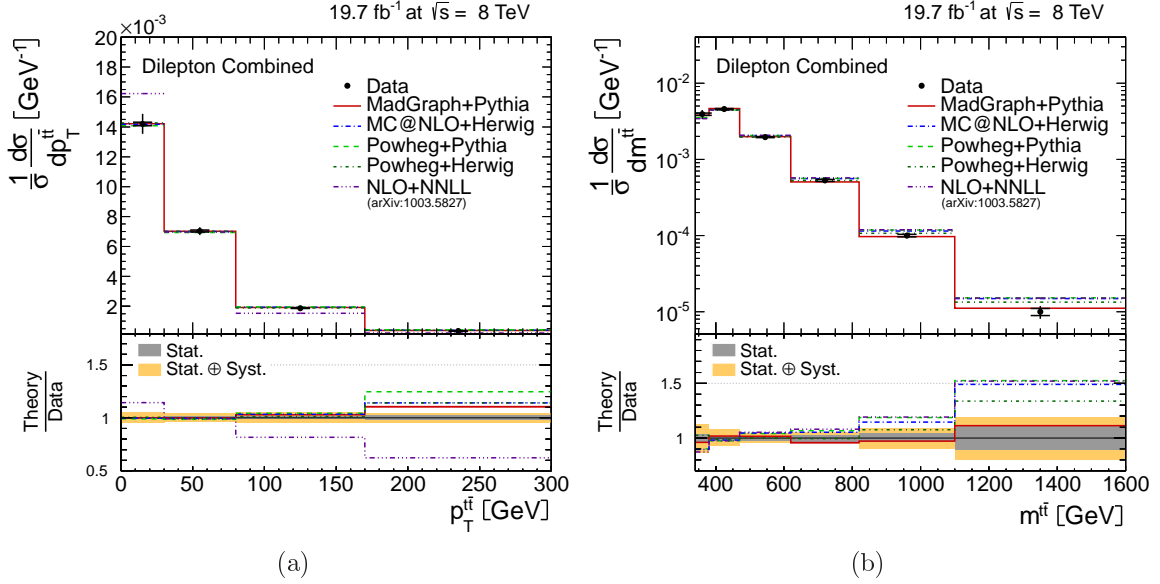 19.7 fb⁻¹ at √s = 8 TeV
×10⁻³
1/σ dσ/dp_T^{tt̄} [GeV⁻¹]
20
18
16
14
12
10
8
6
4
2
Dilepton Combined
Data
MadGraph+Pythia
MC@NLO+Herwig
Powheg+Pythia
Powheg+Herwig
NLO+NNLL
(arXiv:1003.5827)
Theory/Data
1.5
1.0
0.5
Stat.
Stat. ⊕ Syst.
0 50 100 150 200 250 300
p_T^{tt̄} [GeV]
(a)
19.7 fb⁻¹ at √s = 8 TeV
1/σ dσ/dm^{tt̄} [GeV⁻¹]
10⁻²
10⁻³
10⁻⁴
10⁻⁵
Dilepton Combined
Data
MadGraph+Pythia
MC@NLO+Herwig
Powheg+Pythia
Powheg+Herwig
NLO+NNLL
(arXiv:1003.5827)
Theory/Data
1.5
1
Stat.
Stat. ⊕ Syst.
400 600 800 1000 1200 1400 1600
m^{tt̄} [GeV]
(b)